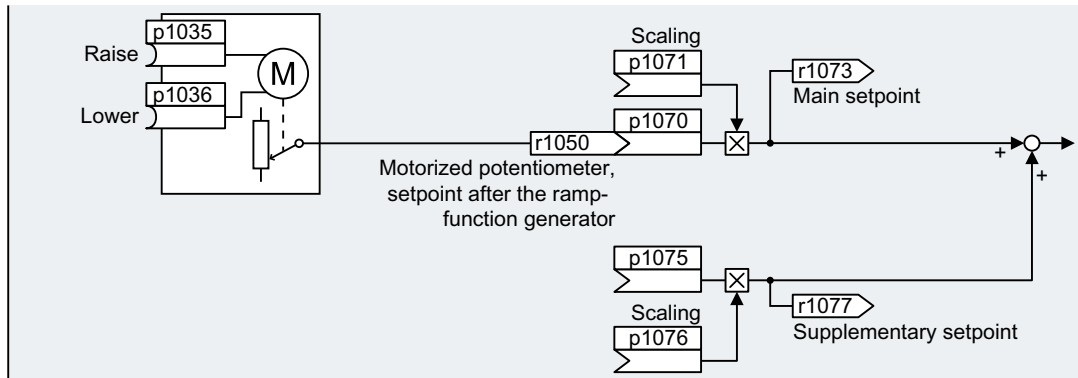 p1035
Raise
p1036
Lower
M
Scaling
p1071
p1070
r1073
Main setpoint
r1050
Motorized potentiometer,
setpoint after the ramp-
function generator
+
+
p1075
Scaling
p1076
r1077
Supplementary setpoint